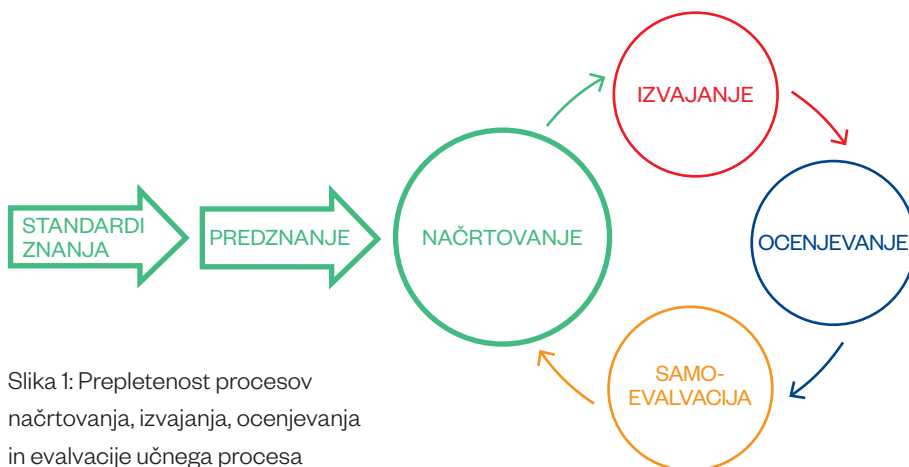 STANDARDI
ZNANJA
PREDZNANJE
NAČRTOVANJE
IZVAJANJE
OCENJEVANJE
SAMO-
EVALVACIJA
Slika 1: Prepletenost procesov
načrtovanja, izvajanja, ocenjevanja
in evalvacije učnega procesa